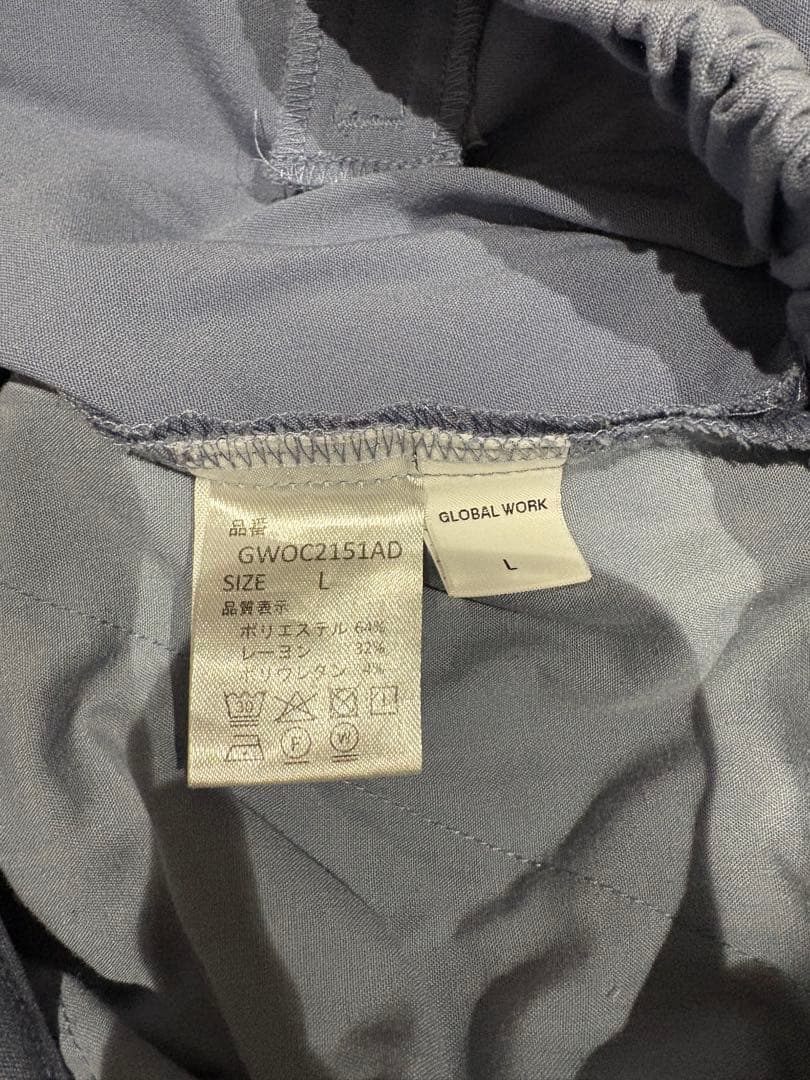 品番
GWOC2151AD
SIZE L
品質表示
ポリエステル 64%
レーヨン 32%
ポリウレタン 4%
30
F
W
GLOBAL WORK
L